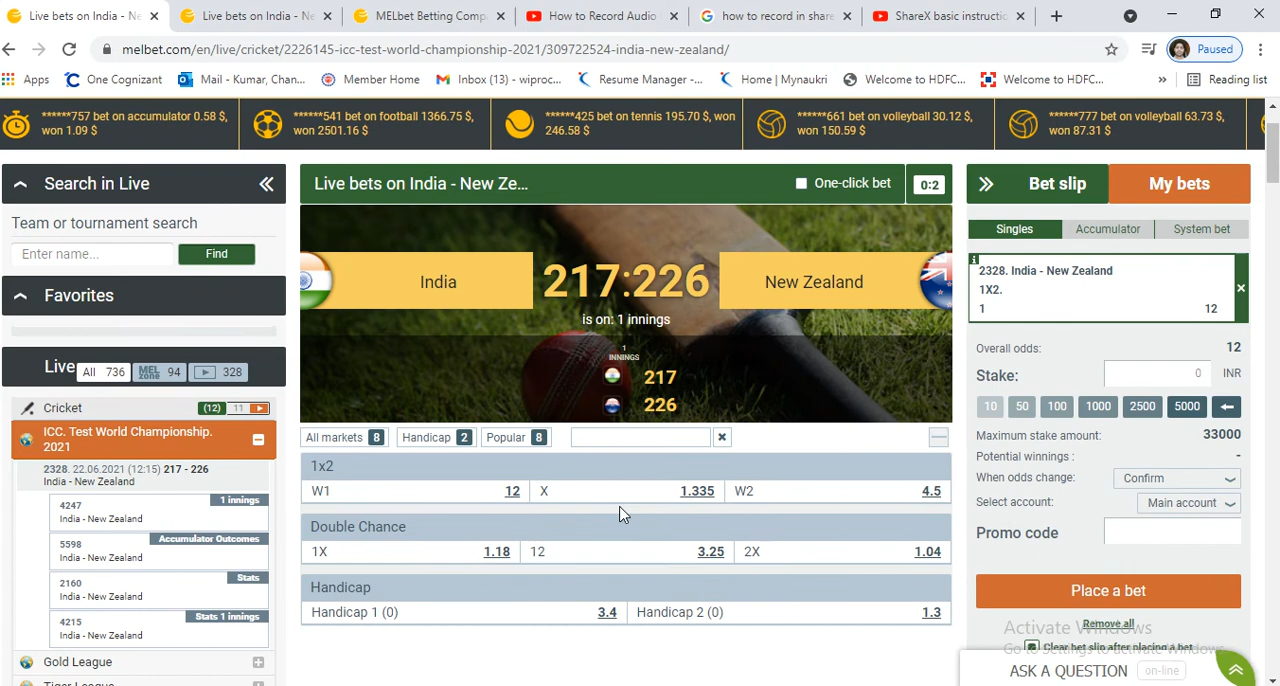 Live bets on India - Ne
Live bets on India - New Ze
MELbet Betting Comp
How to Record Audio
how to record in share
ShareX basic instructio
melbet.com/en/live/cricket/2226145-icc-test-world-championship-2021/309722524-india-new-zealand/
Paused
Apps
One Cognizant
Mail - Kumar, Chan...
Member Home
Inbox (13) - wiproc...
Resume Manager -...
Home | Mynaukri
Welcome to HDFC...
Welcome to HDFC...
Reading list
******757 bet on accumulator 0.58 $,
won 1.09 $
******541 bet on football 1366.75 $,
won 2501.16 $
******425 bet on tennis 195.70 $, won
246.58 $
******661 bet on volleyball 30.12 $,
won 150.59 $
******777 bet on volleyball 63.73 $,
won 87.31 $
Search in Live
Team or tournament search
Enter name...
Find
Favorites
Live
All 736
MEL zone 94
328
Cricket
(12)
11
ICC. Test World Championship.
2021
2328. 22.06.2021 (12:15) 217 - 226
India - New Zealand
1 innings
4247
India - New Zealand
Accumulator Outcomes
5598
India - New Zealand
Stats
2160
India - New Zealand
Stats 1 innings
4215
India - New Zealand
Gold League
Tiger League
Live bets on India - New Ze...
One-click bet
0:2
India
217:226
New Zealand
is on: 1 innings
1
INNINGS
217
226
All markets 8
Handicap 2
Popular 8
1x2
W1 12
X 1.335
W2 4.5
Double Chance
1X 1.18
12 3.25
2X 1.04
Handicap
Handicap 1 (0) 3.4
Handicap 2 (0) 1.3
Bet slip
My bets
Singles
Accumulator
System bet
2328. India - New Zealand
1X2.
1 12
Overall odds: 12
Stake: 0 INR
10 50 100 1000 2500 5000
Maximum stake amount: 33000
Potential winnings : -
When odds change: Confirm
Select account: Main account
Promo code
Place a bet
Remove all
Activate Windows
Clear bet slip after placing a bet
Go to Settings to activate Windows.
ASK A QUESTION
on-line